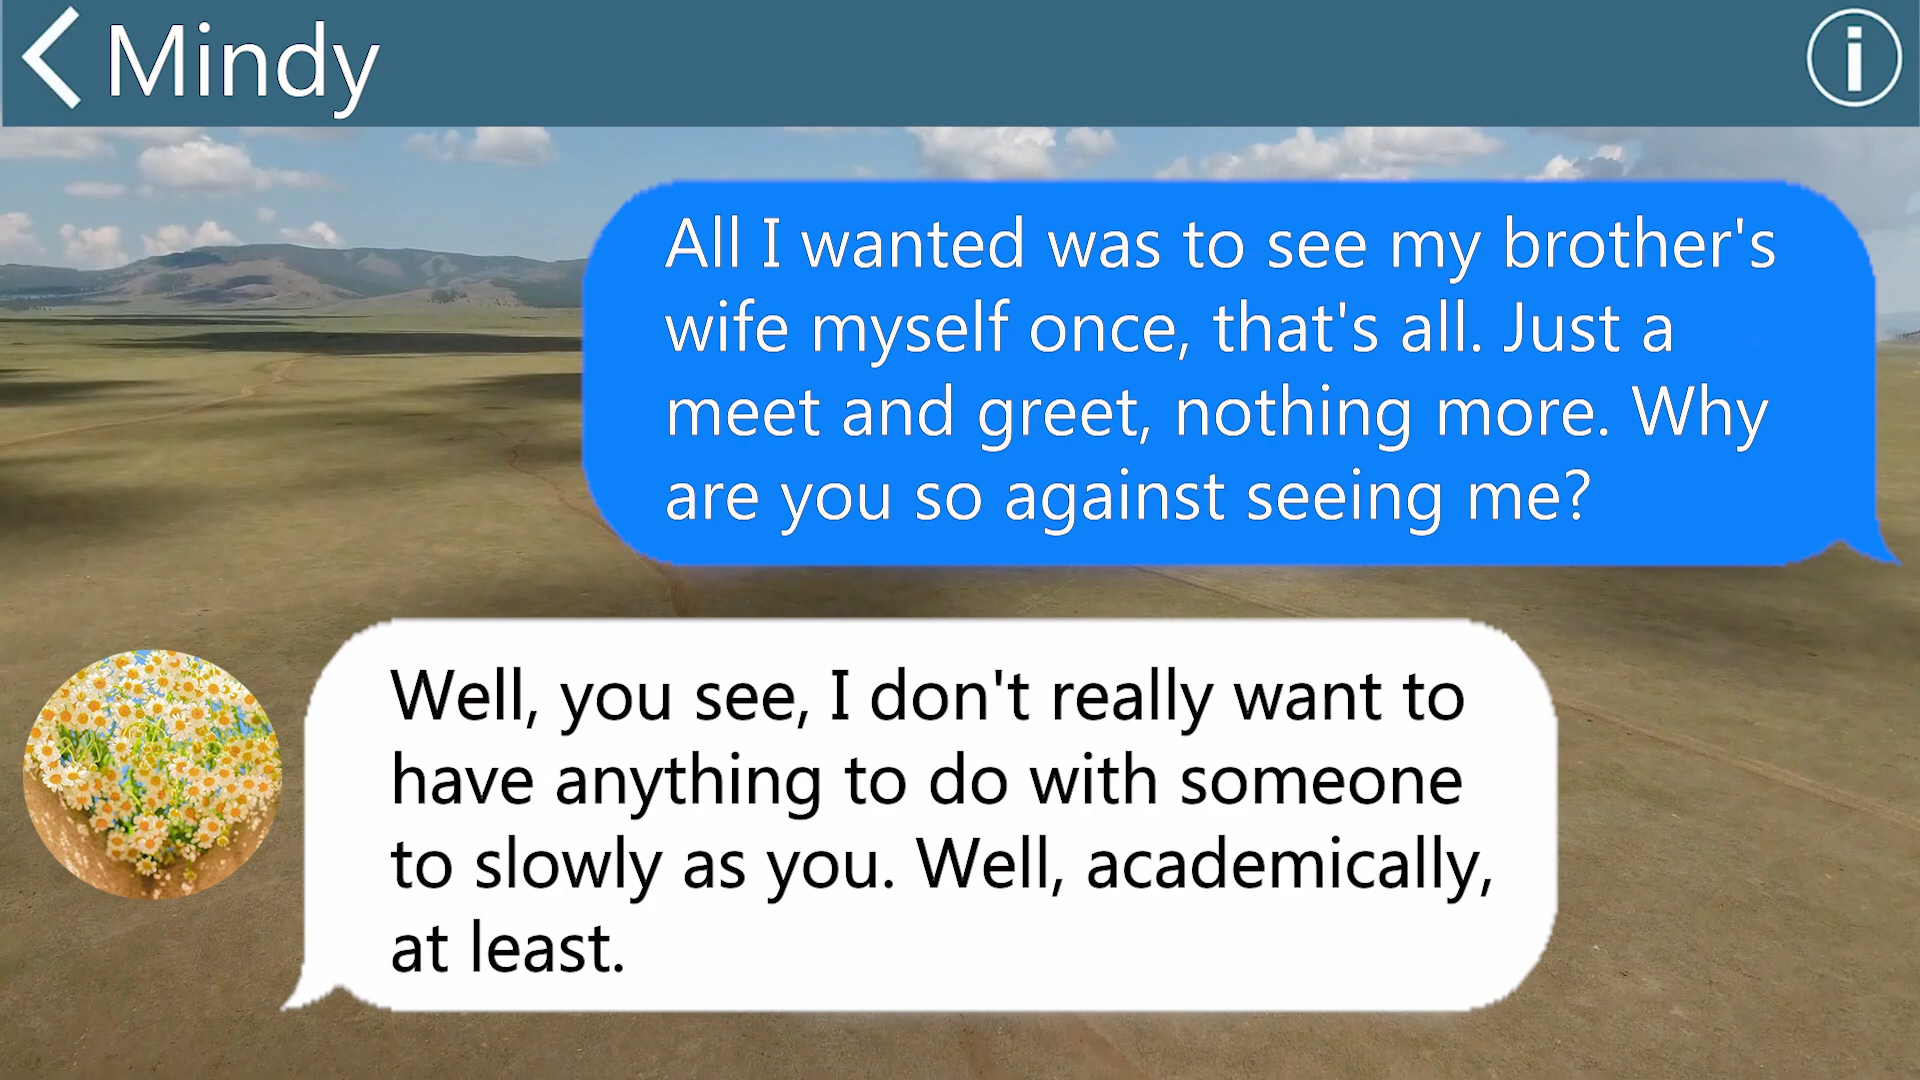 Mindy
All I wanted was to see my brother's
wife myself once, that's all. Just a
meet and greet, nothing more. Why
are you so against seeing me?
Well, you see, I don't really want to
have anything to do with someone
to slowly as you. Well, academically,
at least.